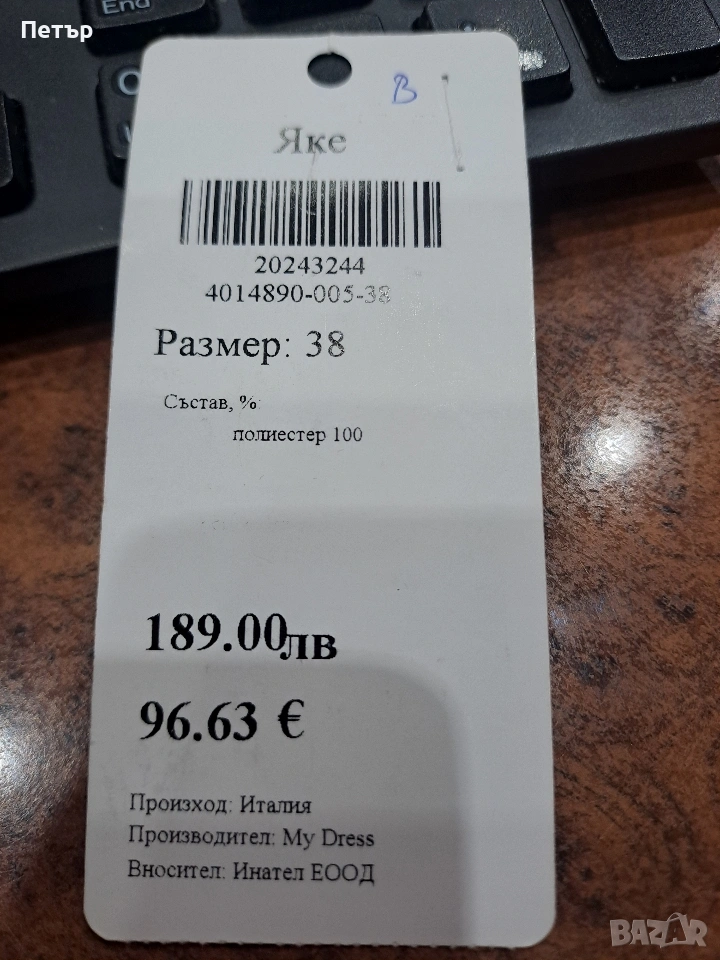 Петър
End
B
Яке
20243244
4014890-005-38
Размер: 38
Състав, %
полиестер 100
189.00лв
96.63 €
Произход: Италия
Производител: My Dress
Вносител: Инател ЕООД
BAZAR